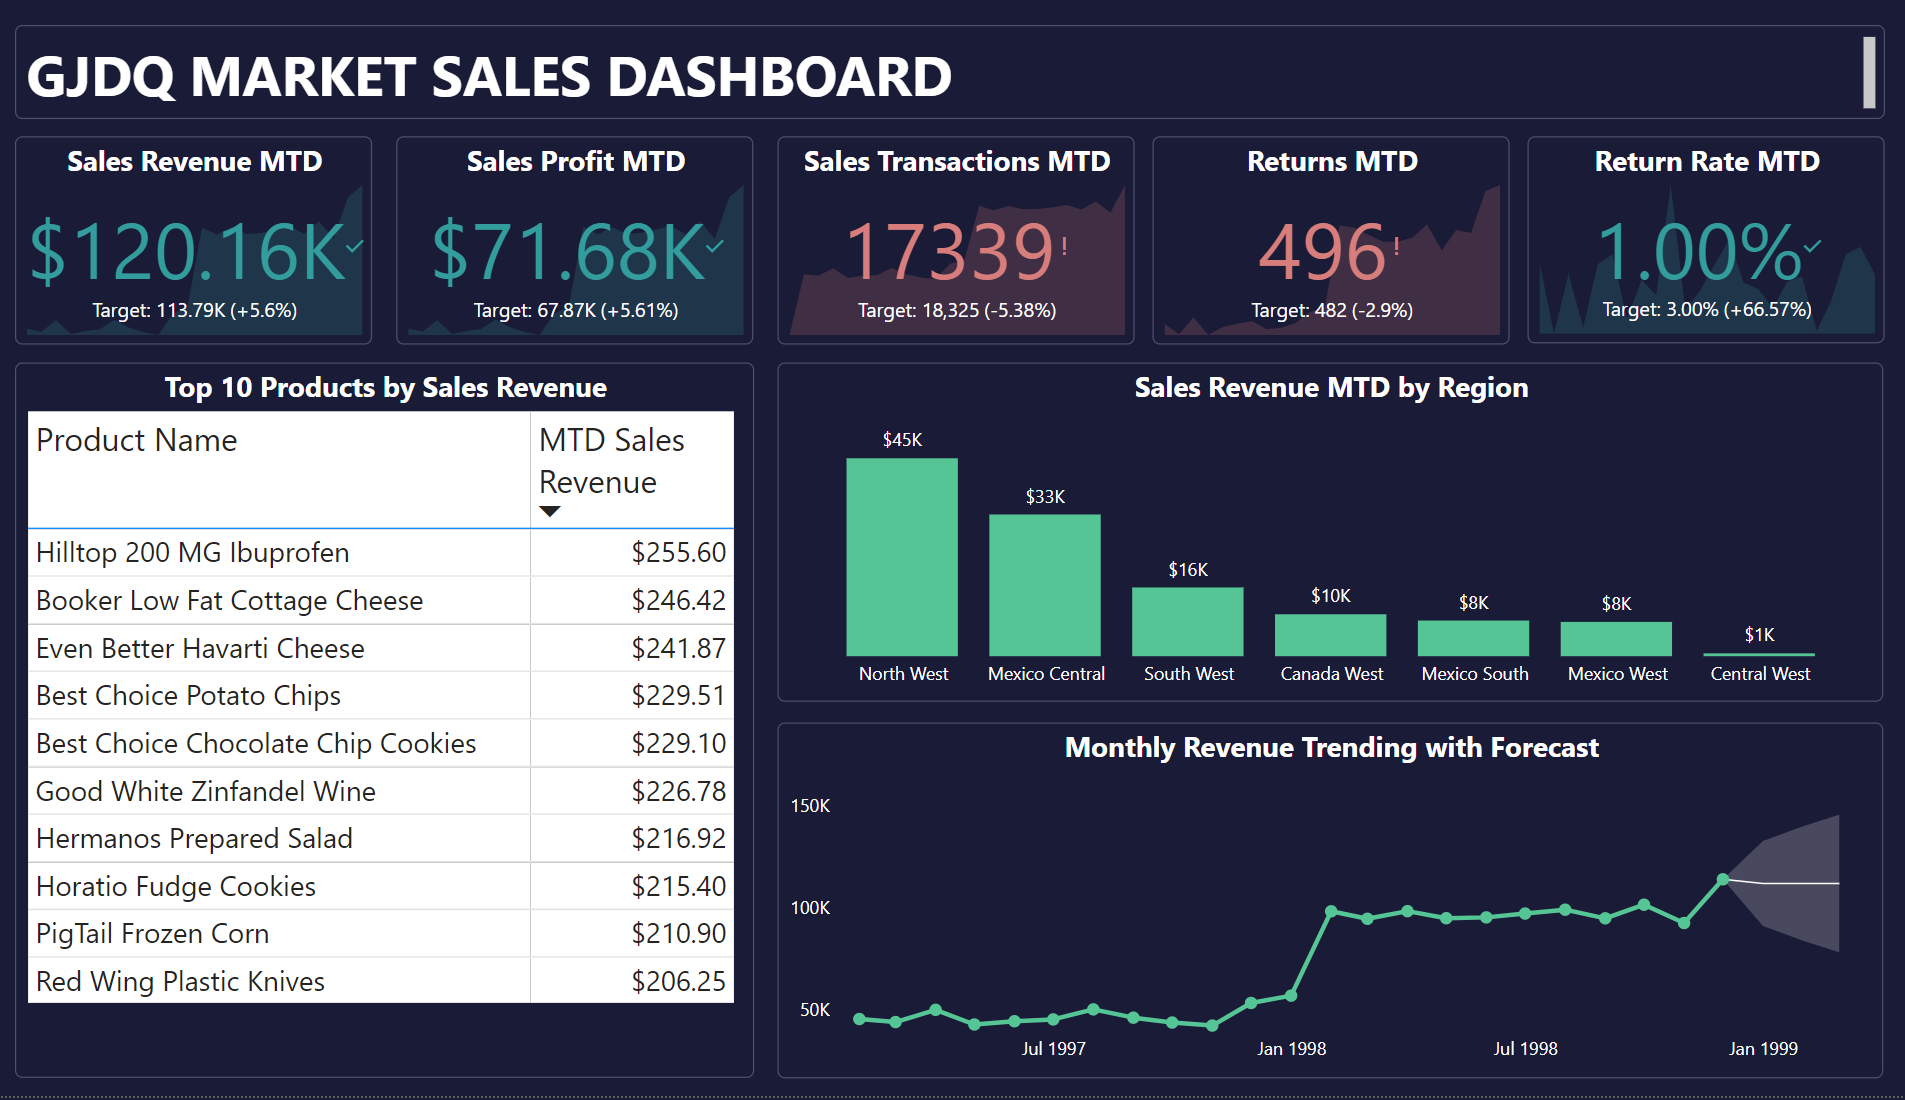 GJDQ MARKET SALES DASHBOARD
Sales Revenue MTD
$120.16K
Target: 113.79K (+5.6%)
Sales Profit MTD
$71.68K
Target: 67.87K (+5.61%)
Sales Transactions MTD
17339!
Target: 18,325 (-5.38%)
Returns MTD
496!
Target: 482 (-2.9%)
Return Rate MTD
1.00%
Target: 3.00% (+66.57%)
Top 10 Products by Sales Revenue
Product Name
MTD Sales
Revenue
Hilltop 200 MG Ibuprofen $255.60
Booker Low Fat Cottage Cheese $246.42
Even Better Havarti Cheese $241.87
Best Choice Potato Chips $229.51
Best Choice Chocolate Chip Cookies $229.10
Good White Zinfandel Wine $226.78
Hermanos Prepared Salad $216.92
Horatio Fudge Cookies $215.40
PigTail Frozen Corn $210.90
Red Wing Plastic Knives $206.25
Sales Revenue MTD by Region
$45K
$33K
$16K
$10K
$8K
$8K
$1K
North West
Mexico Central
South West
Canada West
Mexico South
Mexico West
Central West
Monthly Revenue Trending with Forecast
150K
100K
50K
Jul 1997
Jan 1998
Jul 1998
Jan 1999